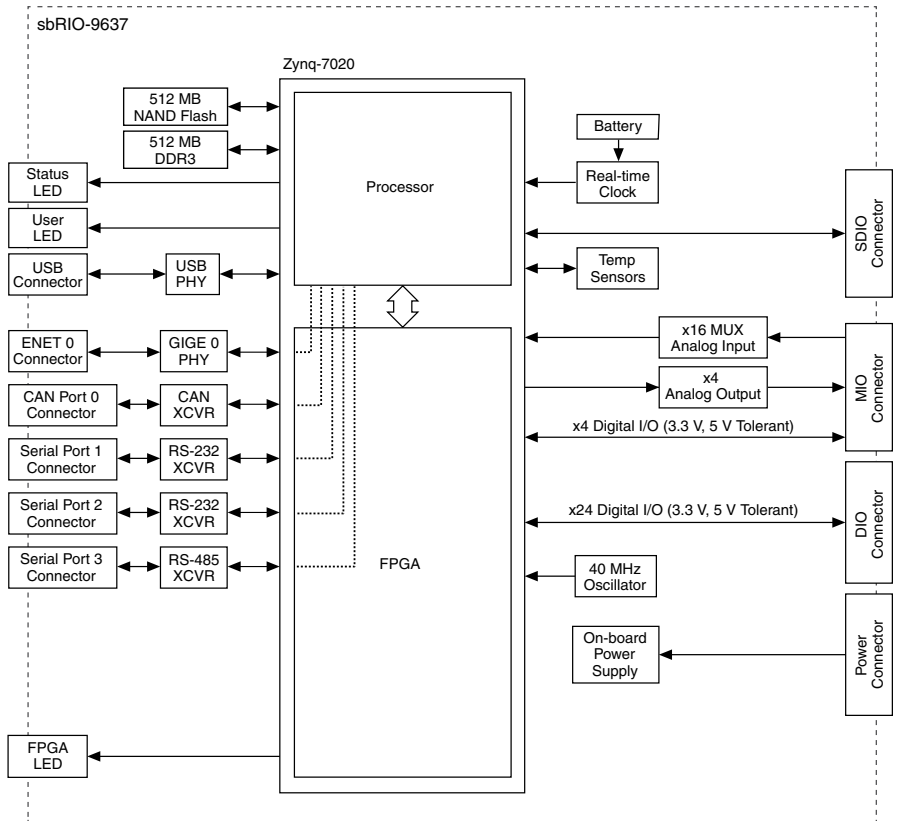 sbRIO-9637
Zynq-7020
512 MB
NAND Flash
512 MB
DDR3
Status
LED
User
LED
USB
Connector
USB
PHY
ENET 0
Connector
GIGE 0
PHY
CAN Port 0
Connector
CAN
XCVR
Serial Port 1
Connector
RS-232
XCVR
Serial Port 2
Connector
RS-232
XCVR
Serial Port 3
Connector
RS-485
XCVR
FPGA
LED
Processor
FPGA
Battery
Real-time
Clock
Temp
Sensors
x16 MUX
Analog Input
x4
Analog Output
x4 Digital I/O (3.3 V, 5 V Tolerant)
x24 Digital I/O (3.3 V, 5 V Tolerant)
40 MHz
Oscillator
On-board
Power
Supply
SDIO
Connector
MIO
Connector
DIO
Connector
Power
Connector